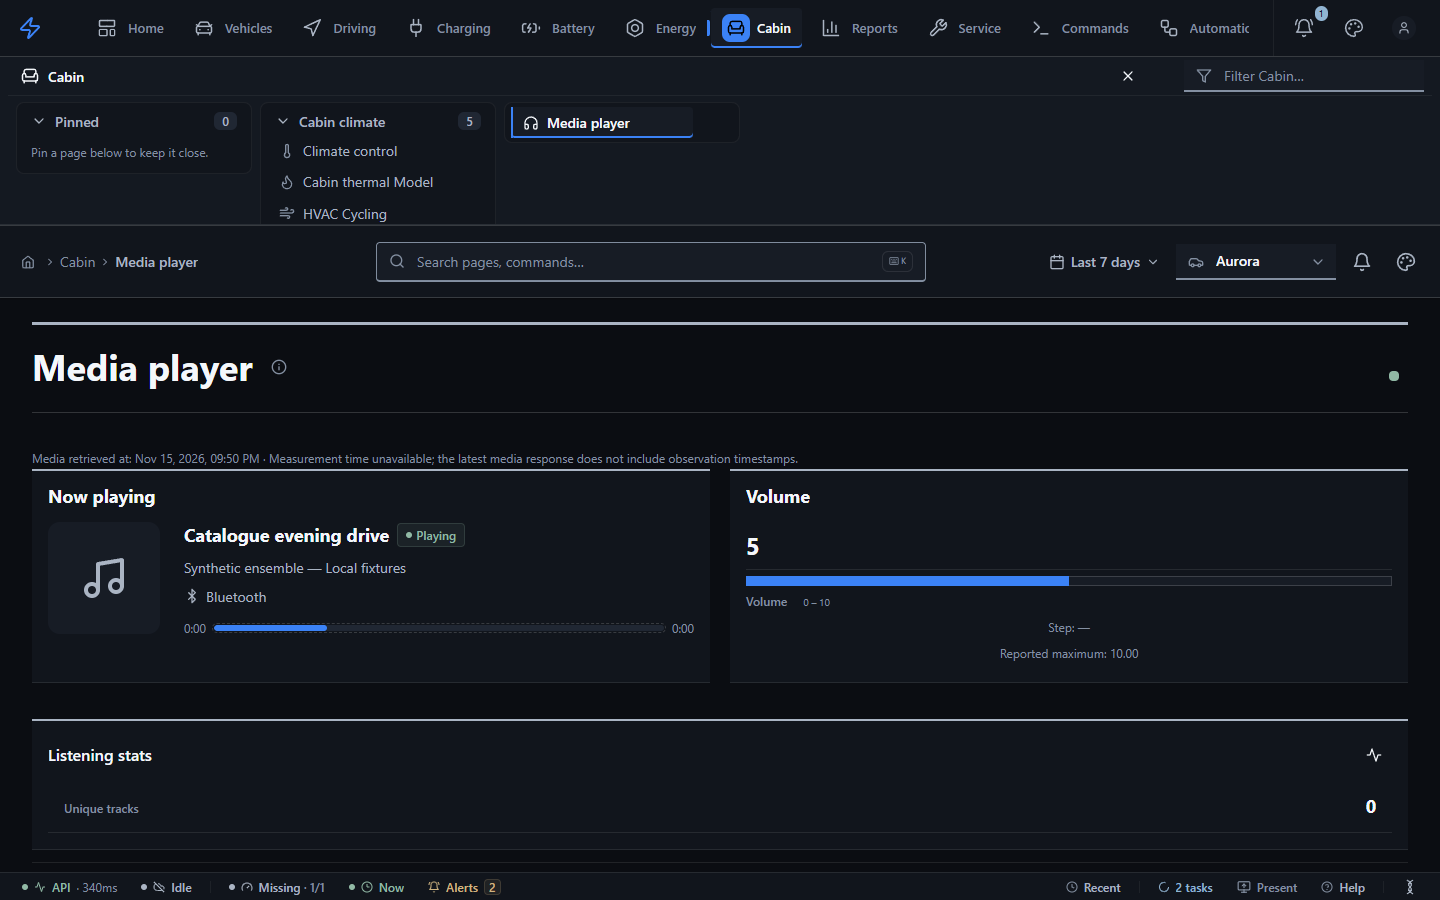 Home
Vehicles
Driving
Charging
Battery
Energy
Cabin
Reports
Service
Commands
Automatic
1
Cabin
Filter Cabin...
Pinned 0
Pin a page below to keep it close.
Cabin climate 5
Climate control
Cabin thermal Model
HVAC Cycling
Media player
Cabin
Media player
Search pages, commands...
K
Last 7 days
Aurora
Media player
Media retrieved at: Nov 15, 2026, 09:50 PM · Measurement time unavailable; the latest media response does not include observation timestamps.
Now playing
Catalogue evening drive
Playing
Synthetic ensemble — Local fixtures
Bluetooth
0:00
0:00
Volume
5
Volume 0 – 10
Step: —
Reported maximum: 10.00
Listening stats
Unique tracks 0
API · 340ms
Idle
Missing · 1/1
Now
Alerts 2
Recent
2 tasks
Present
Help